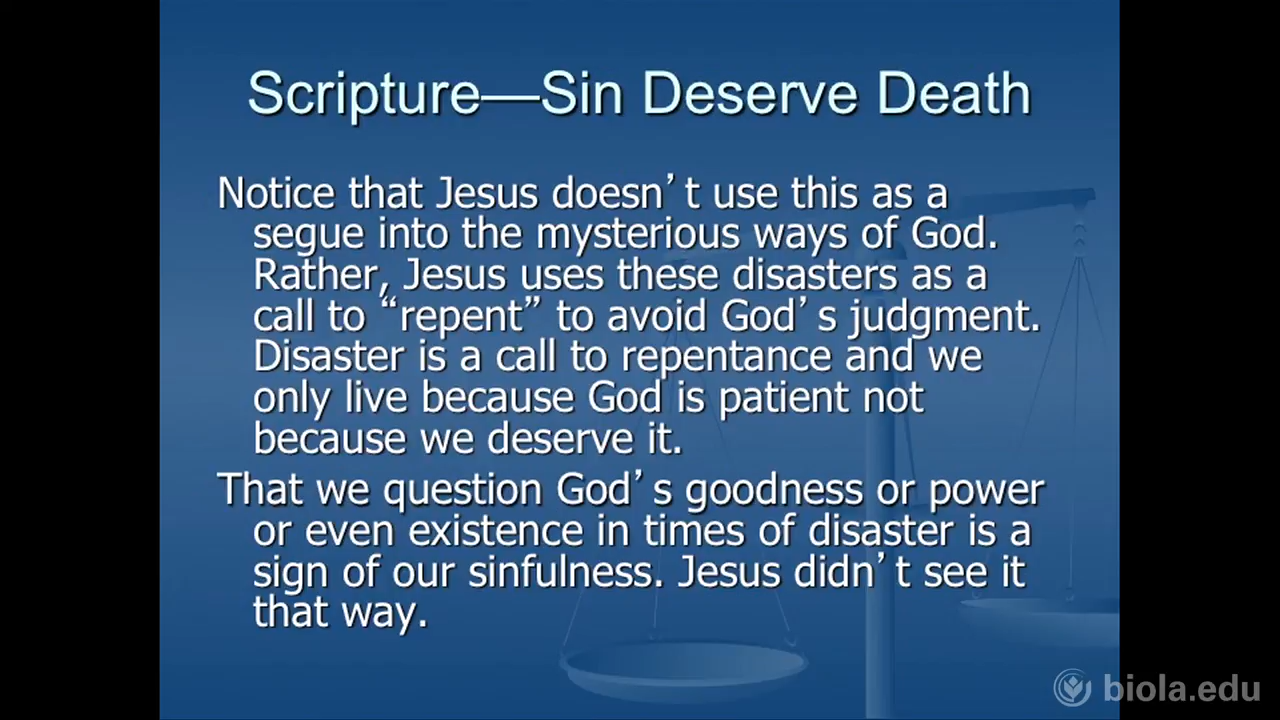 Scripture—Sin Deserve Death
Notice that Jesus doesn’t use this as a
segue into the mysterious ways of God.
Rather, Jesus uses these disasters as a
call to “repent” to avoid God’s judgment.
Disaster is a call to repentance and we
only live because God is patient not
because we deserve it.
That we question God’s goodness or power
or even existence in times of disaster is a
sign of our sinfulness. Jesus didn’t see it
that way.
biola.edu